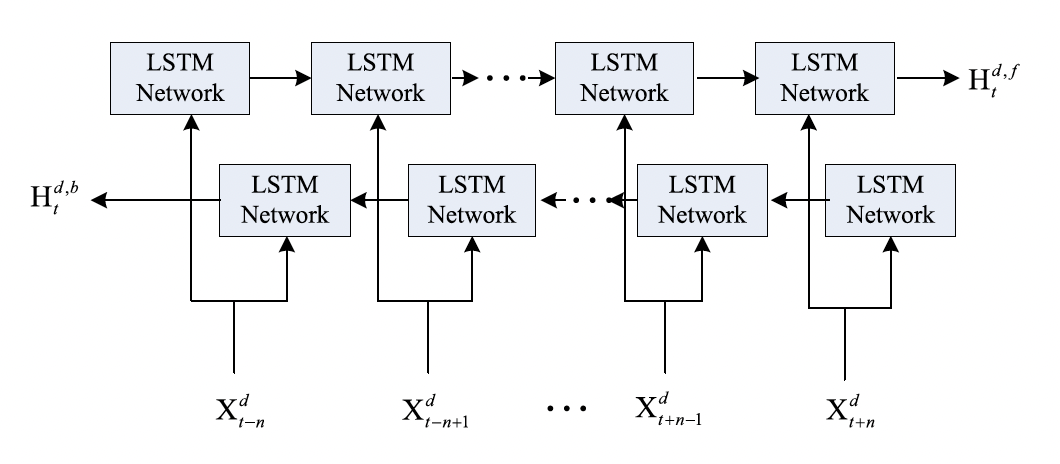 LSTM Network
LSTM Network
···
LSTM Network
LSTM Network
H_t^{d,f}
H_t^{d,b}
LSTM Network
LSTM Network
···
LSTM Network
LSTM Network
X_{t-n}^d
X_{t-n+1}^d
···
X_{t+n-1}^d
X_{t+n}^d